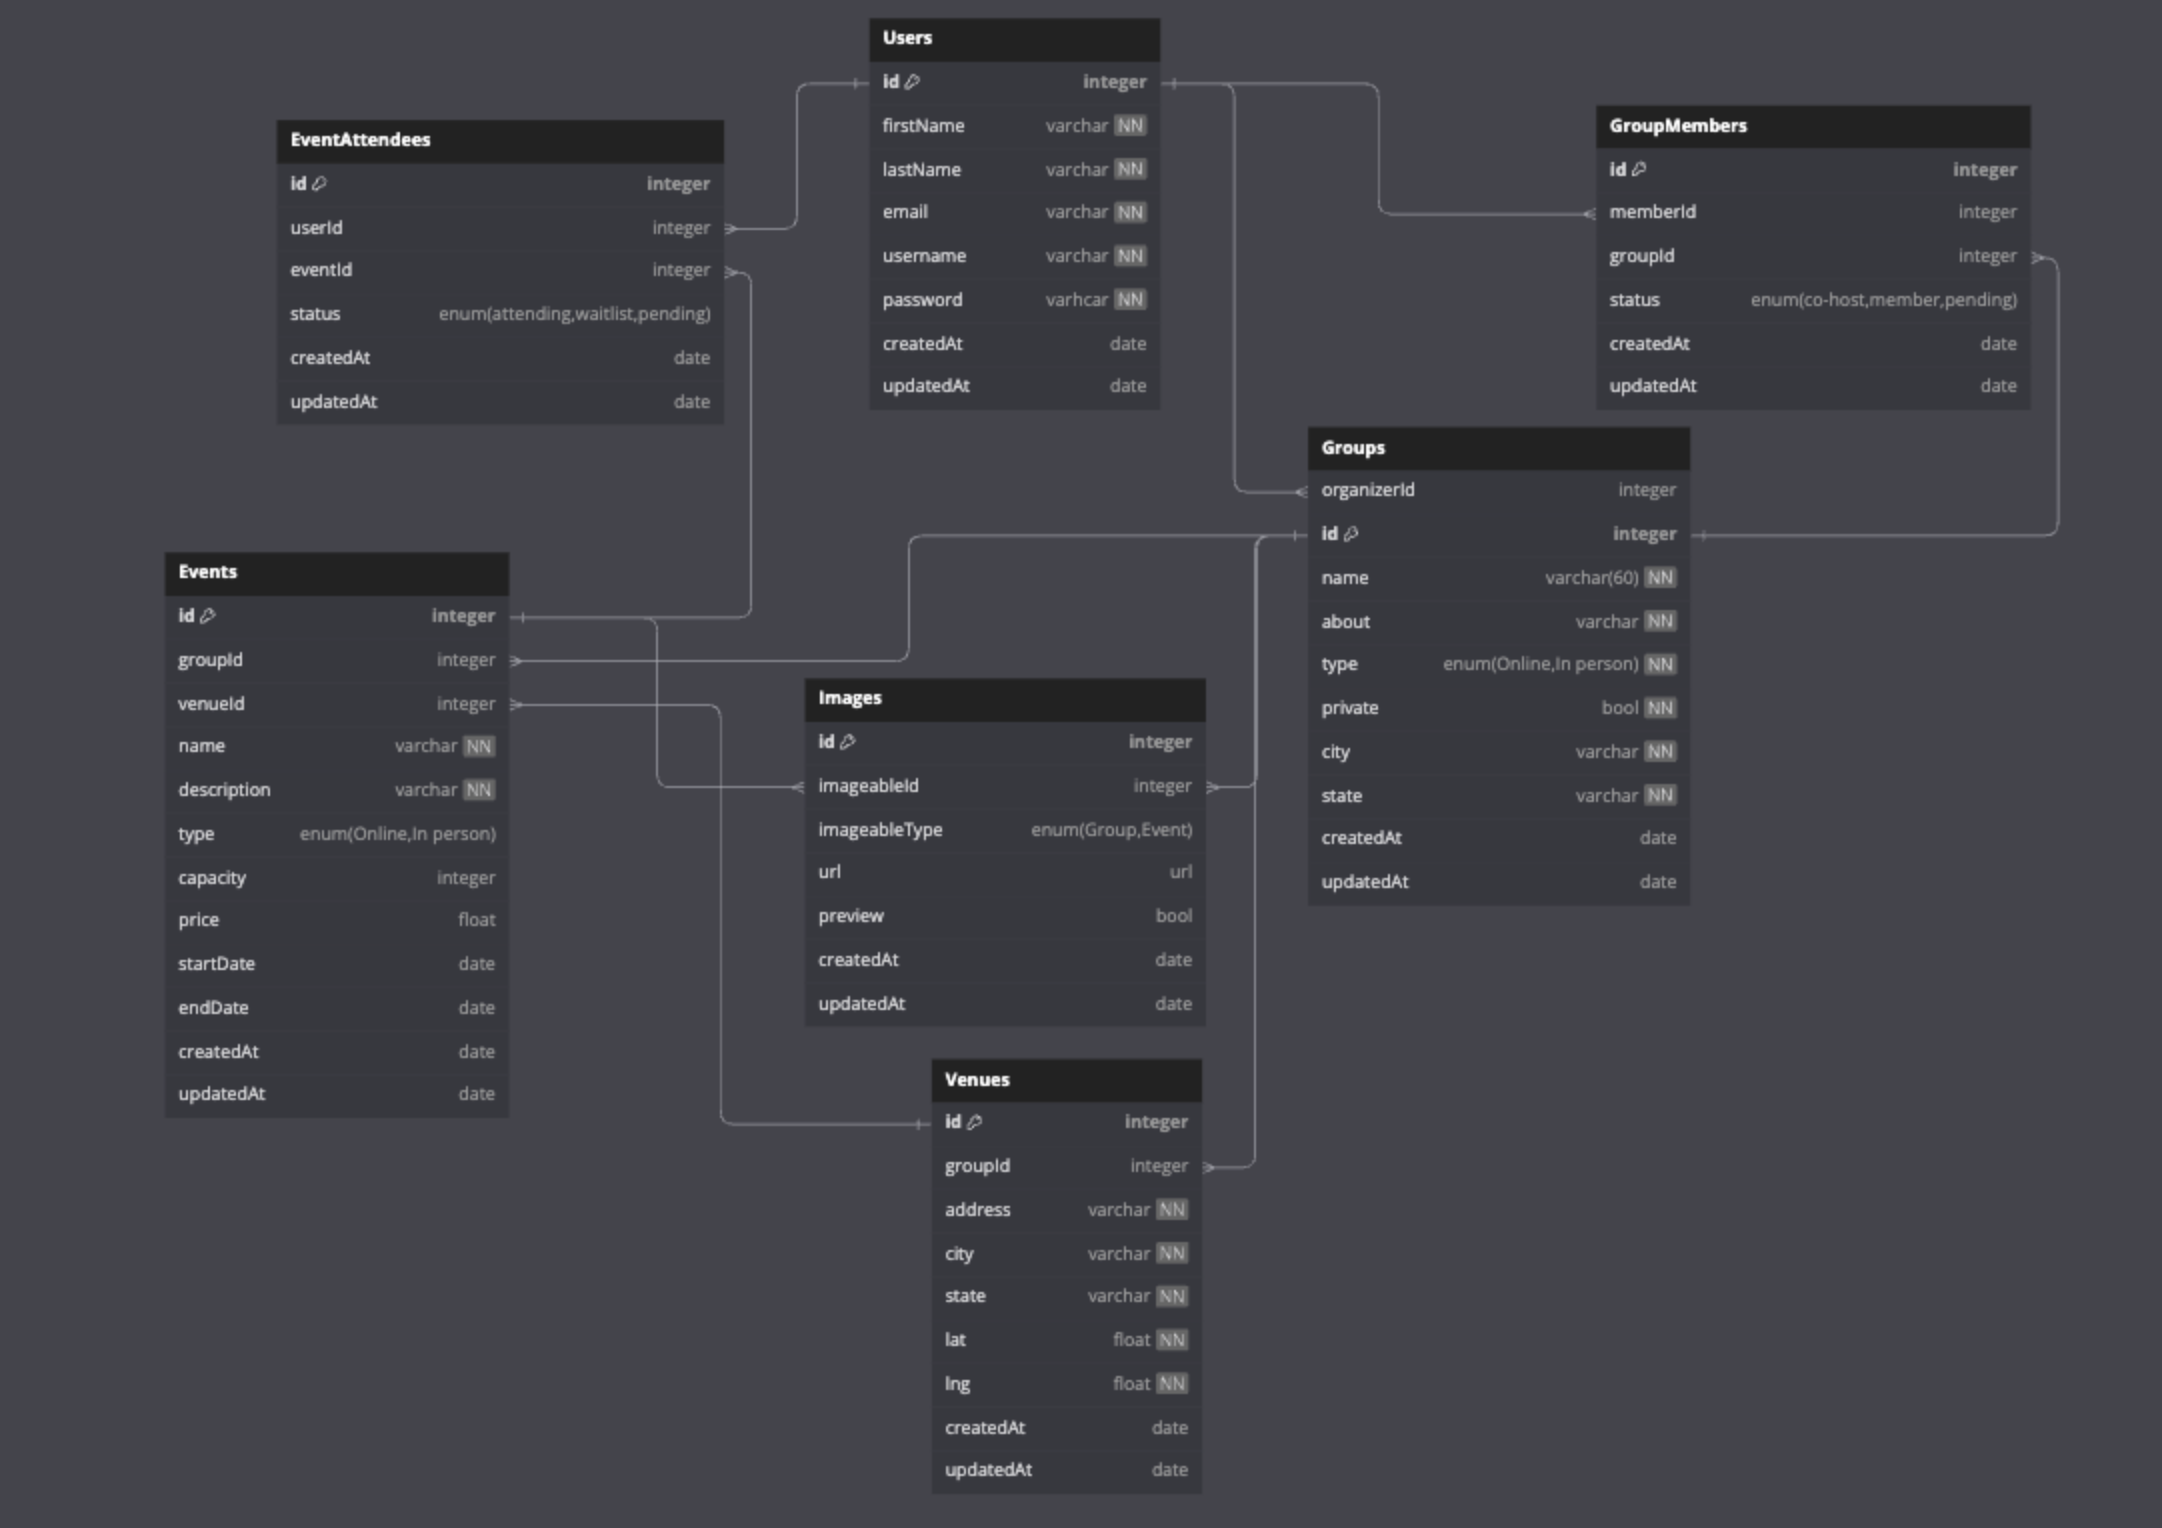 Users
id integer
firstName varchar NN
lastName varchar NN
email varchar NN
username varchar NN
password varhcar NN
createdAt date
updatedAt date
EventAttendees
id integer
userId integer
eventId integer
status enum(attending,waitlist,pending)
createdAt date
updatedAt date
GroupMembers
id integer
memberId integer
groupId integer
status enum(co-host,member,pending)
createdAt date
updatedAt date
Groups
organizerId integer
id integer
name varchar(60) NN
about varchar NN
type enum(Online,In person) NN
private bool NN
city varchar NN
state varchar NN
createdAt date
updatedAt date
Events
id integer
groupId integer
venueId integer
name varchar NN
description varchar NN
type enum(Online,In person)
capacity integer
price float
startDate date
endDate date
createdAt date
updatedAt date
Images
id integer
imageableId integer
imageableType enum(Group,Event)
url url
preview bool
createdAt date
updatedAt date
Venues
id integer
groupId integer
address varchar NN
city varchar NN
state varchar NN
lat float NN
lng float NN
createdAt date
updatedAt date